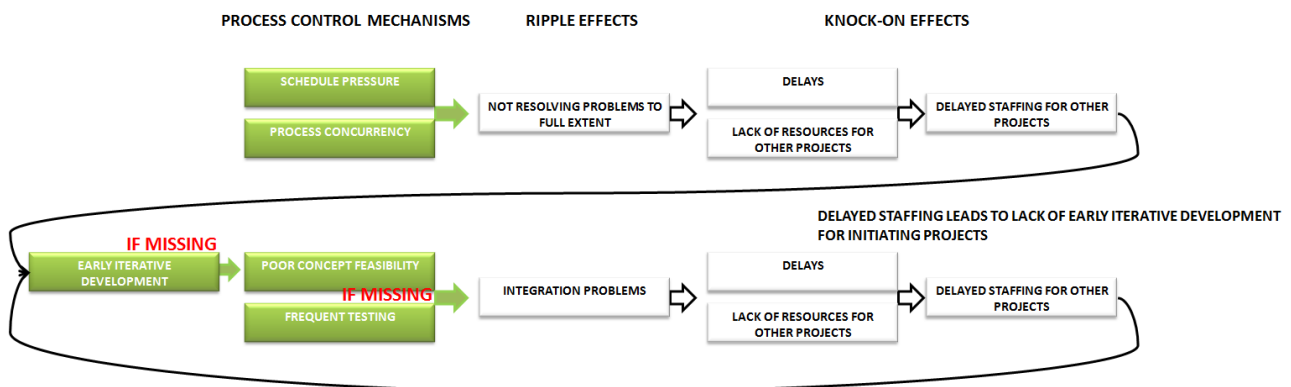 PROCESS CONTROL MECHANISMS
RIPPLE EFFECTS
KNOCK-ON EFFECTS
SCHEDULE PRESSURE
PROCESS CONCURRENCY
NOT RESOLVING PROBLEMS TO
FULL EXTENT
DELAYS
LACK OF RESOURCES FOR
OTHER PROJECTS
DELAYED STAFFING FOR OTHER
PROJECTS
DELAYED STAFFING LEADS TO LACK OF EARLY ITERATIVE DEVELOPMENT
FOR INITIATING PROJECTS
IF MISSING
EARLY ITERATIVE
DEVELOPMENT
POOR CONCEPT FEASIBILITY
IF MISSING
FREQUENT TESTING
INTEGRATION PROBLEMS
DELAYS
LACK OF RESOURCES FOR
OTHER PROJECTS
DELAYED STAFFING FOR OTHER
PROJECTS